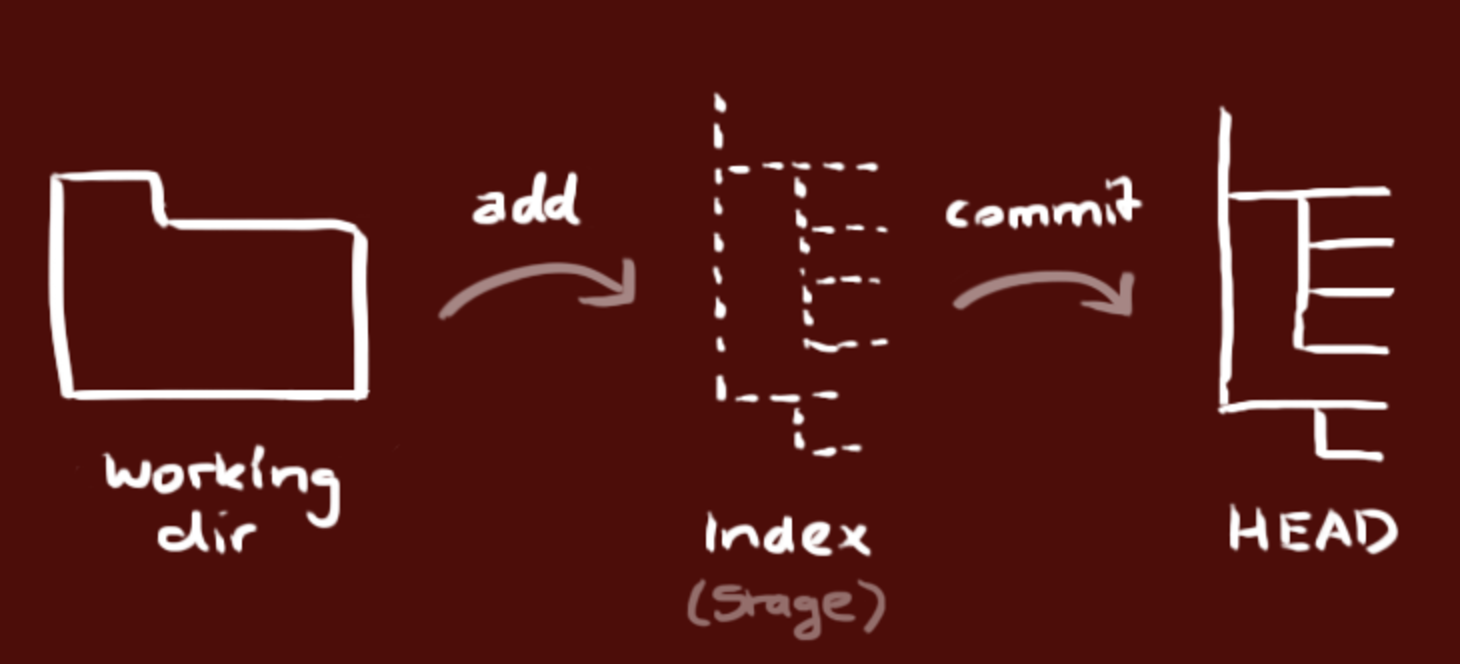 add
commit
working
dir
Index
(Stage)
HEAD